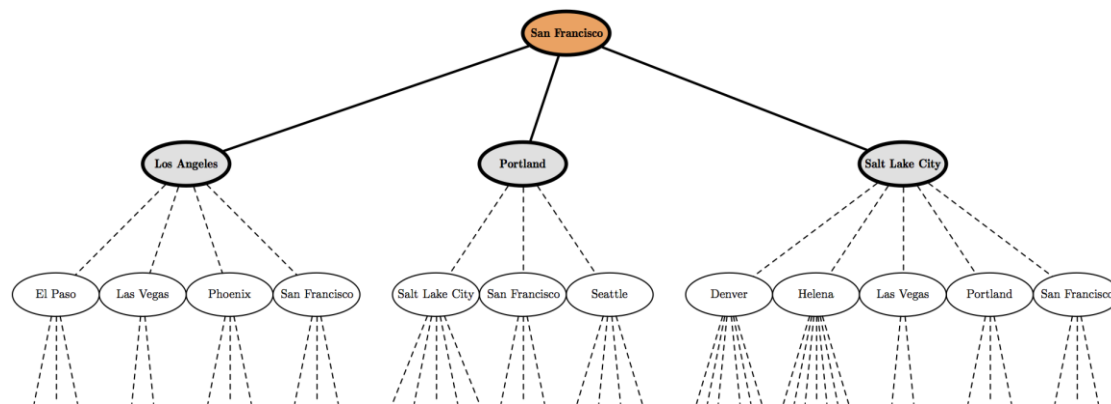 San Francisco
Los Angeles
Portland
Salt Lake City
El Paso
Las Vegas
Phoenix
San Francisco
Salt Lake City
San Francisco
Seattle
Denver
Helena
Las Vegas
Portland
San Francisco